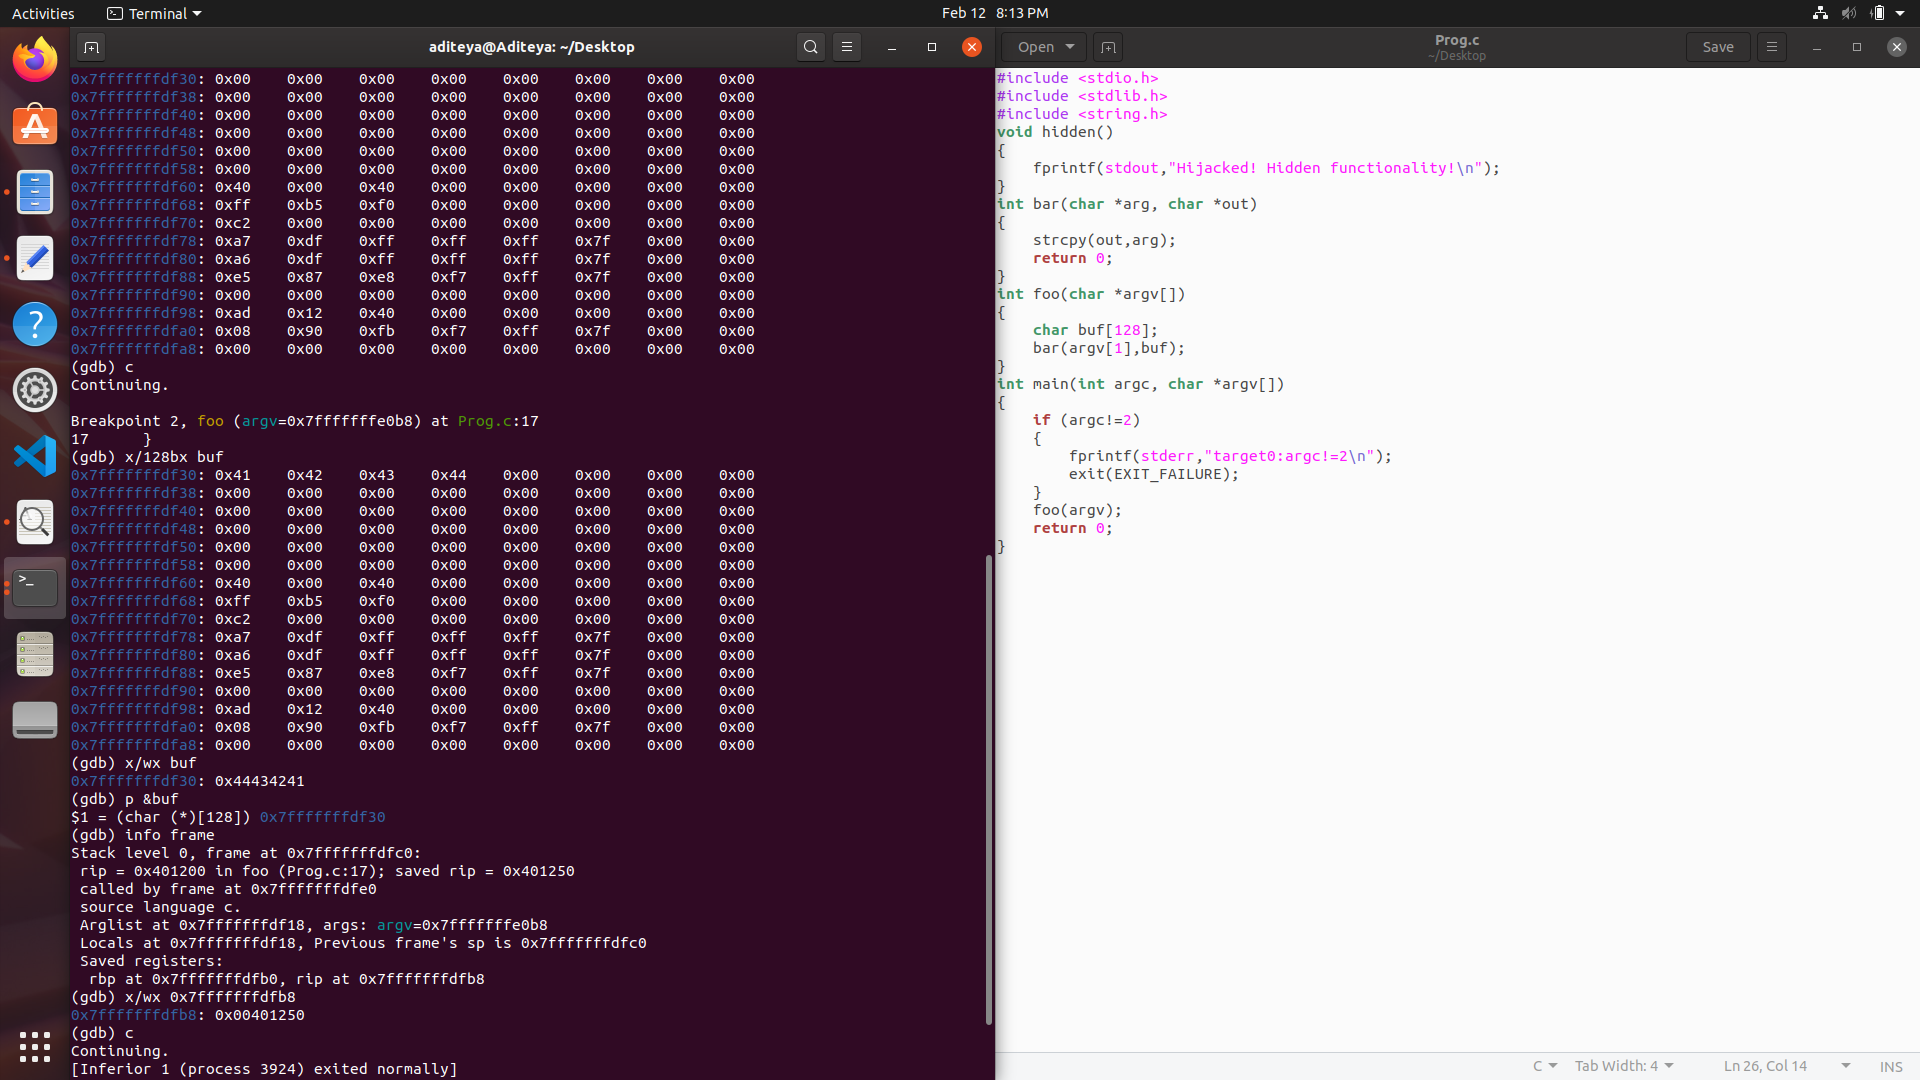 Activities
Terminal
Feb 12 8:13 PM
aditeya@Aditeya: ~/Desktop
0x7fffffffdf30: 0x00 0x00 0x00 0x00 0x00 0x00 0x00 0x00
0x7fffffffdf38: 0x00 0x00 0x00 0x00 0x00 0x00 0x00 0x00
0x7fffffffdf40: 0x00 0x00 0x00 0x00 0x00 0x00 0x00 0x00
0x7fffffffdf48: 0x00 0x00 0x00 0x00 0x00 0x00 0x00 0x00
0x7fffffffdf50: 0x00 0x00 0x00 0x00 0x00 0x00 0x00 0x00
0x7fffffffdf58: 0x00 0x00 0x00 0x00 0x00 0x00 0x00 0x00
0x7fffffffdf60: 0x40 0x00 0x40 0x00 0x00 0x00 0x00 0x00
0x7fffffffdf68: 0xff 0xb5 0xf0 0x00 0x00 0x00 0x00 0x00
0x7fffffffdf70: 0xc2 0x00 0x00 0x00 0x00 0x00 0x00 0x00
0x7fffffffdf78: 0xa7 0xdf 0xff 0xff 0xff 0x7f 0x00 0x00
0x7fffffffdf80: 0xa6 0xdf 0xff 0xff 0xff 0x7f 0x00 0x00
0x7fffffffdf88: 0xe5 0x87 0xe8 0xf7 0xff 0x7f 0x00 0x00
0x7fffffffdf90: 0x00 0x00 0x00 0x00 0x00 0x00 0x00 0x00
0x7fffffffdf98: 0xad 0x12 0x40 0x00 0x00 0x00 0x00 0x00
0x7fffffffdfa0: 0x08 0x90 0xfb 0xf7 0xff 0x7f 0x00 0x00
0x7fffffffdfa8: 0x00 0x00 0x00 0x00 0x00 0x00 0x00 0x00
(gdb) c
Continuing.
Breakpoint 2, foo (argv=0x7fffffffe0b8) at Prog.c:17
17 }
(gdb) x/128bx buf
0x7fffffffdf30: 0x41 0x42 0x43 0x44 0x00 0x00 0x00 0x00
0x7fffffffdf38: 0x00 0x00 0x00 0x00 0x00 0x00 0x00 0x00
0x7fffffffdf40: 0x00 0x00 0x00 0x00 0x00 0x00 0x00 0x00
0x7fffffffdf48: 0x00 0x00 0x00 0x00 0x00 0x00 0x00 0x00
0x7fffffffdf50: 0x00 0x00 0x00 0x00 0x00 0x00 0x00 0x00
0x7fffffffdf58: 0x00 0x00 0x00 0x00 0x00 0x00 0x00 0x00
0x7fffffffdf60: 0x40 0x00 0x40 0x00 0x00 0x00 0x00 0x00
0x7fffffffdf68: 0xff 0xb5 0xf0 0x00 0x00 0x00 0x00 0x00
0x7fffffffdf70: 0xc2 0x00 0x00 0x00 0x00 0x00 0x00 0x00
0x7fffffffdf78: 0xa7 0xdf 0xff 0xff 0xff 0x7f 0x00 0x00
0x7fffffffdf80: 0xa6 0xdf 0xff 0xff 0xff 0x7f 0x00 0x00
0x7fffffffdf88: 0xe5 0x87 0xe8 0xf7 0xff 0x7f 0x00 0x00
0x7fffffffdf90: 0x00 0x00 0x00 0x00 0x00 0x00 0x00 0x00
0x7fffffffdf98: 0xad 0x12 0x40 0x00 0x00 0x00 0x00 0x00
0x7fffffffdfa0: 0x08 0x90 0xfb 0xf7 0xff 0x7f 0x00 0x00
0x7fffffffdfa8: 0x00 0x00 0x00 0x00 0x00 0x00 0x00 0x00
(gdb) x/wx buf
0x7fffffffdf30: 0x44434241
(gdb) p &buf
$1 = (char (*)[128]) 0x7fffffffdf30
(gdb) info frame
Stack level 0, frame at 0x7fffffffdfc0:
rip = 0x401200 in foo (Prog.c:17); saved rip = 0x401250
called by frame at 0x7fffffffdfe0
source language c.
Arglist at 0x7fffffffdf18, args: argv=0x7fffffffe0b8
Locals at 0x7fffffffdf18, Previous frame's sp is 0x7fffffffdfc0
Saved registers:
rbp at 0x7fffffffdfb0, rip at 0x7fffffffdfb8
(gdb) x/wx 0x7fffffffdfb8
0x7fffffffdfb8: 0x00401250
(gdb) c
Continuing.
[Inferior 1 (process 3924) exited normally]
Open
Prog.c
~/Desktop
Save
#include <stdio.h>
#include <stdlib.h>
#include <string.h>
void hidden()
{
fprintf(stdout,"Hijacked! Hidden functionality!\n");
}
int bar(char *arg, char *out)
{
strcpy(out,arg);
return 0;
}
int foo(char *argv[])
{
char buf[128];
bar(argv[1],buf);
}
int main(int argc, char *argv[])
{
if (argc!=2)
{
fprintf(stderr,"target0:argc!=2\n");
exit(EXIT_FAILURE);
}
foo(argv);
return 0;
}
C
Tab Width: 4
Ln 26, Col 14
INS